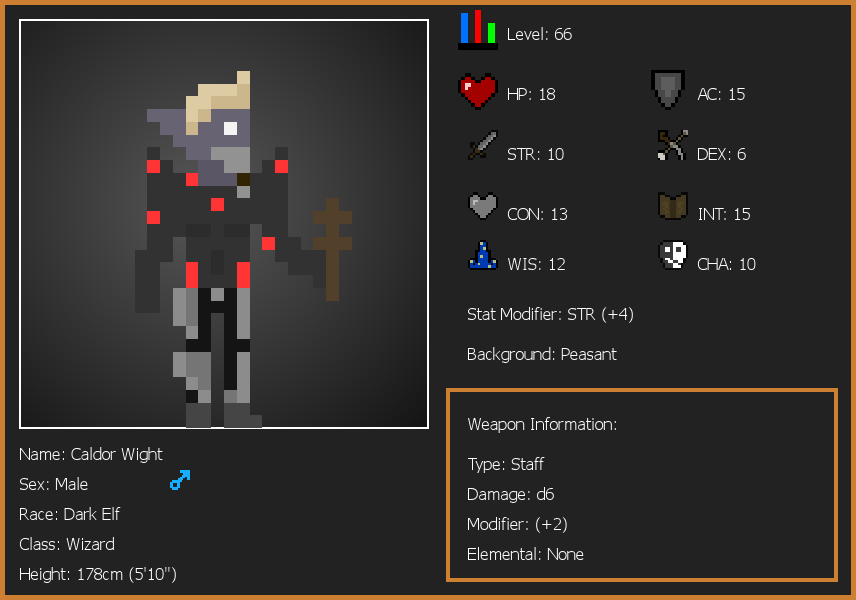 Level: 66
HP: 18
AC: 15
STR: 10
DEX: 6
CON: 13
INT: 15
WIS: 12
CHA: 10
Stat Modifier: STR (+4)
Background: Peasant
Weapon Information:
Type: Staff
Damage: d6
Modifier: (+2)
Elemental: None
Name: Caldor Wight
Sex: Male
Race: Dark Elf
Class: Wizard
Height: 178cm (5'10")